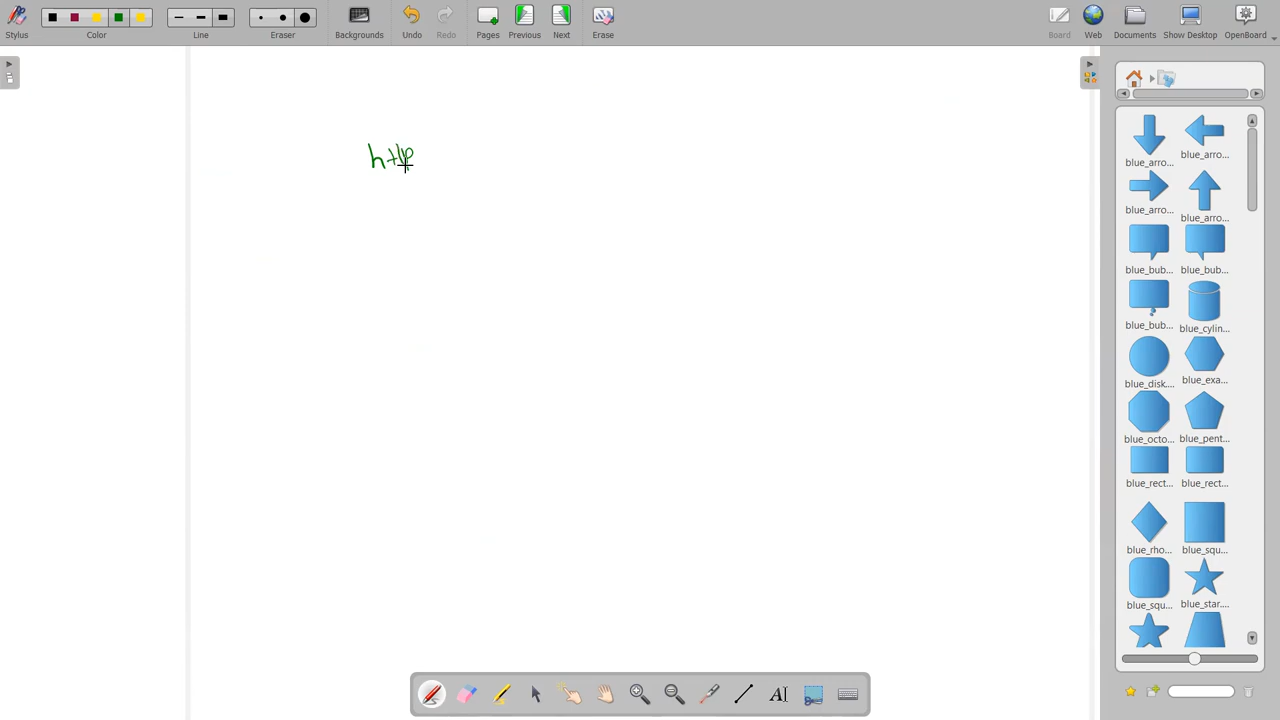 Stylus Color Line Eraser Backgrounds Undo Redo Pages Previous Next Erase Board Web Documents Show Desktop OpenBoard
http
blue_arro... blue_arro...
blue_arro... blue_arro...
blue_bub... blue_bub...
blue_bub... blue_cylin...
blue_disk.... blue_exa...
blue_octo... blue_pent...
blue_rect... blue_rect...
blue_rho... blue_squ...
blue_squ... blue_star....